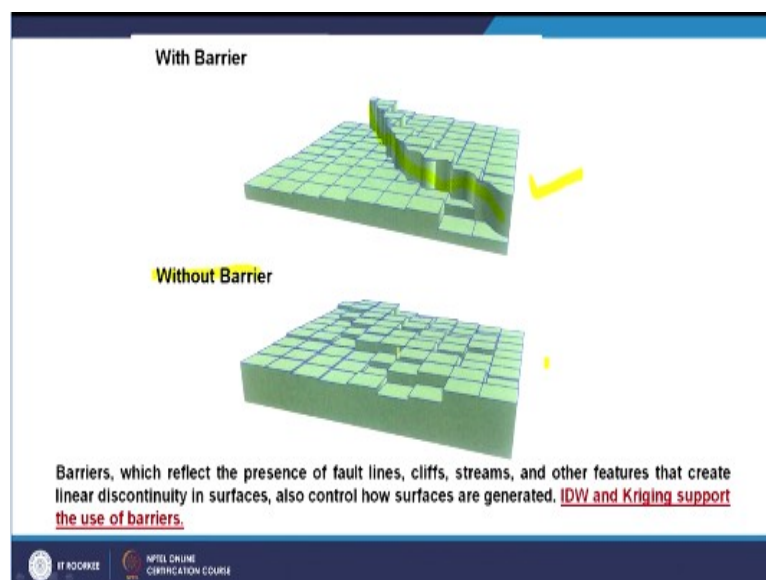 With Barrier
Without Barrier
Barriers, which reflect the presence of fault lines, cliffs, streams, and other features that create
linear discontinuity in surfaces, also control how surfaces are generated. IDW and Kriging support
the use of barriers.
IIT ROORKEE
NPTEL ONLINE
CERTIFICATION COURSE